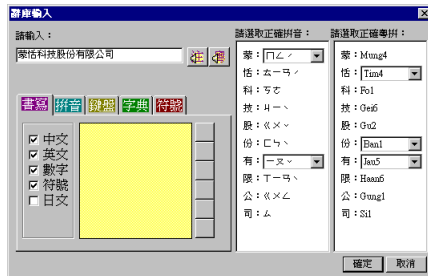 辭庫輸入
請輸入：
蒙恬科技股份有限公司
書寫 拼音 鍵盤 字典 符號
中文
英文
數字
符號
日文
請選取正確拼音：
蒙：ㄇㄥˊ
恬：ㄊㄧㄢˊ
科：ㄎㄜ
技：ㄐㄧˋ
股：ㄍㄨˇ
份：ㄈㄣˋ
有：ㄧㄡˇ
限：ㄒㄧㄢˋ
公：ㄍㄨㄥ
司：ㄙ
請選取正確粵拼：
蒙：Mung4
恬：Tim4
科：Fo1
技：Gei6
股：Gu2
份：Ban1
有：Jau5
限：Haan6
公：Gung1
司：Si1
確定 取消